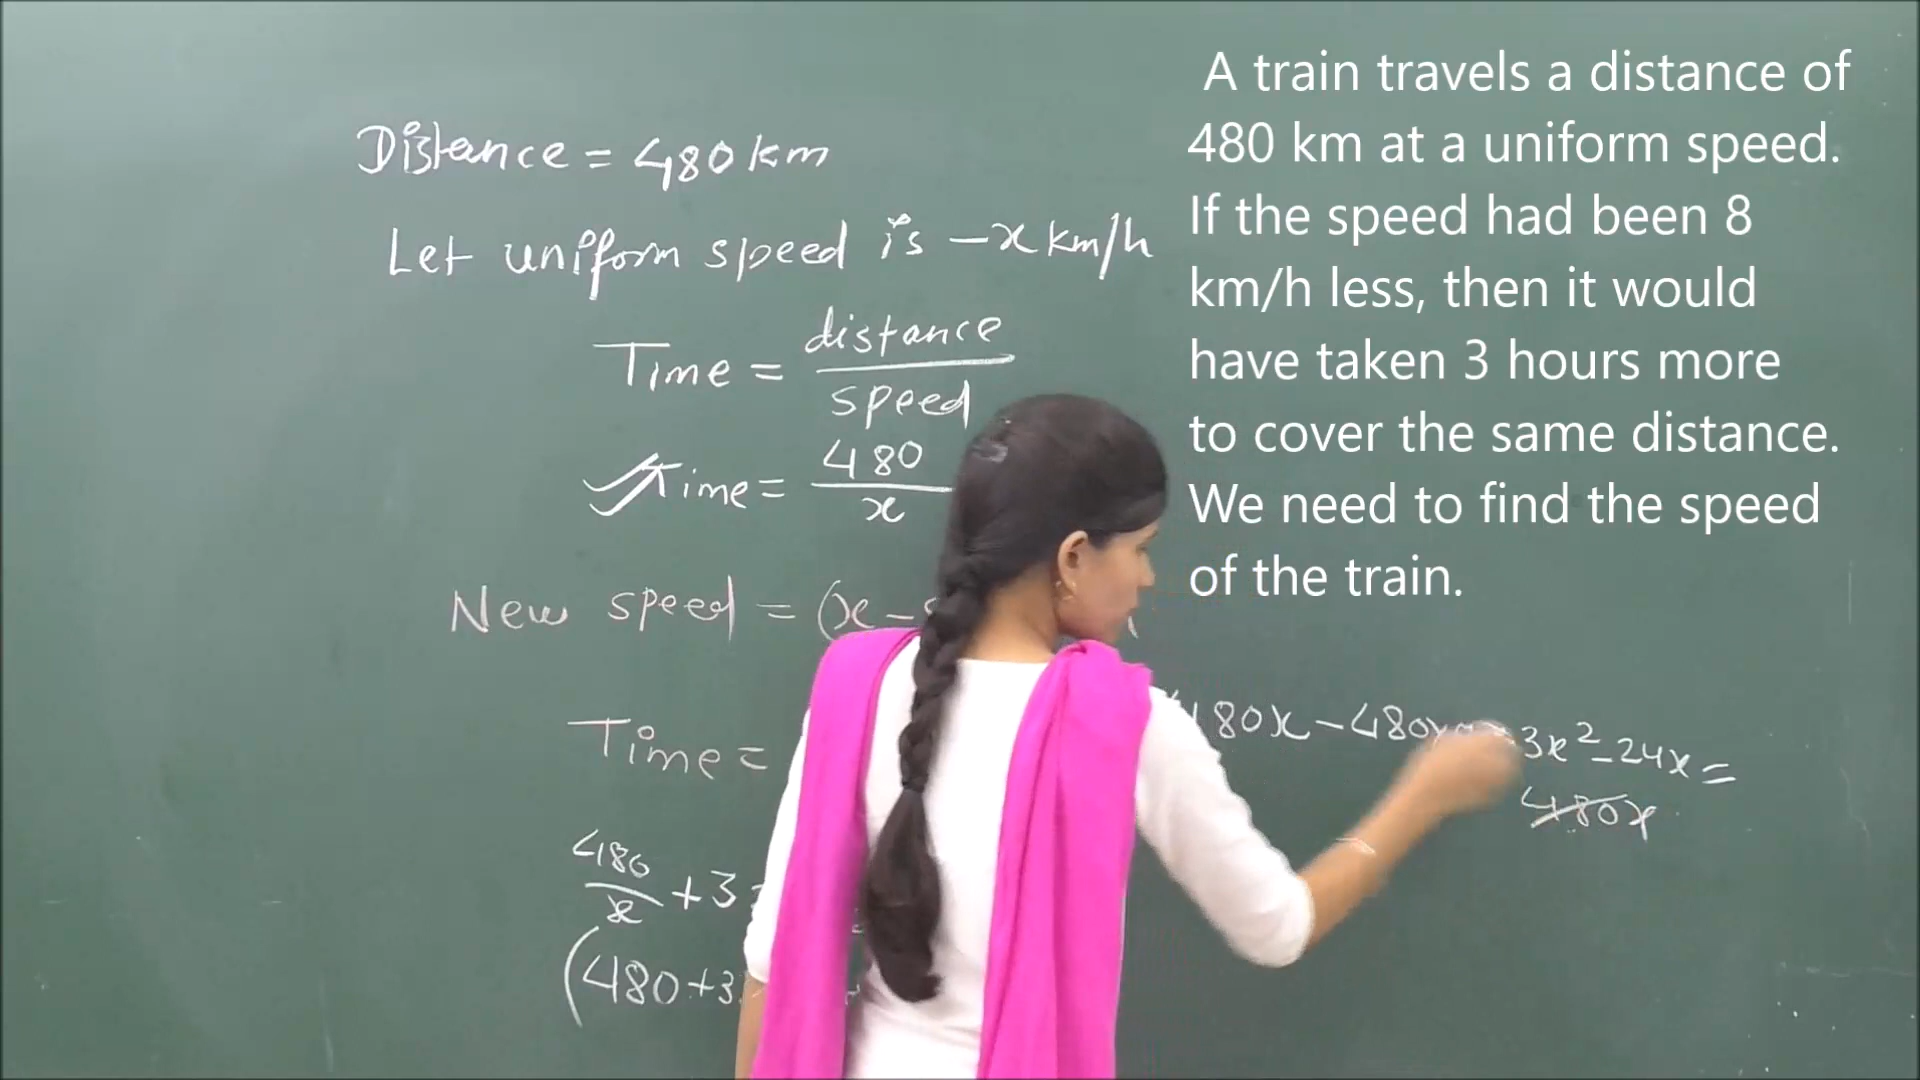 A train travels a distance of
480 km at a uniform speed.
If the speed had been 8
km/h less, then it would
have taken 3 hours more
to cover the same distance.
We need to find the speed
of the train.
Distance = 480 km
Let uniform speed is – x km/h
Time = distance / speed
Time = 480 / x
New speed = (x –
Time =
480 / x + 3 =
(480 + 3
480x – 480 3x² – 24x =
480x